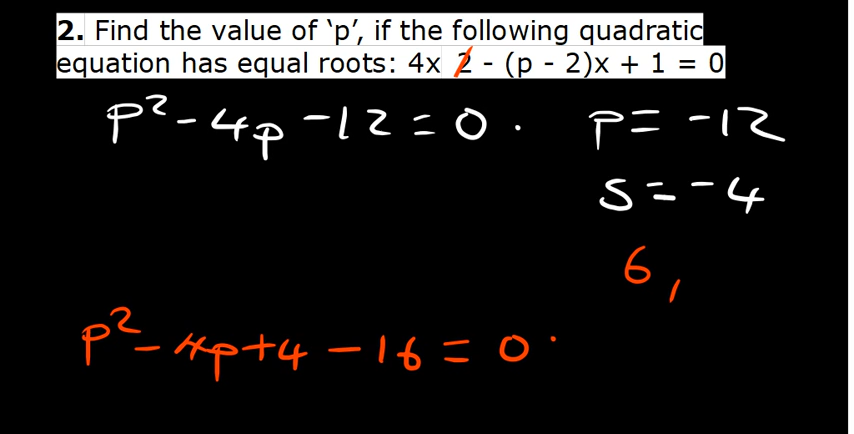 2. Find the value of ‘p’, if the following quadratic
equation has equal roots: 4x 2 - (p - 2)x + 1 = 0
p² - 4p - 12 = 0 .
p = -12
s = -4
6 ,
p² - 4p + 4 - 16 = 0 .